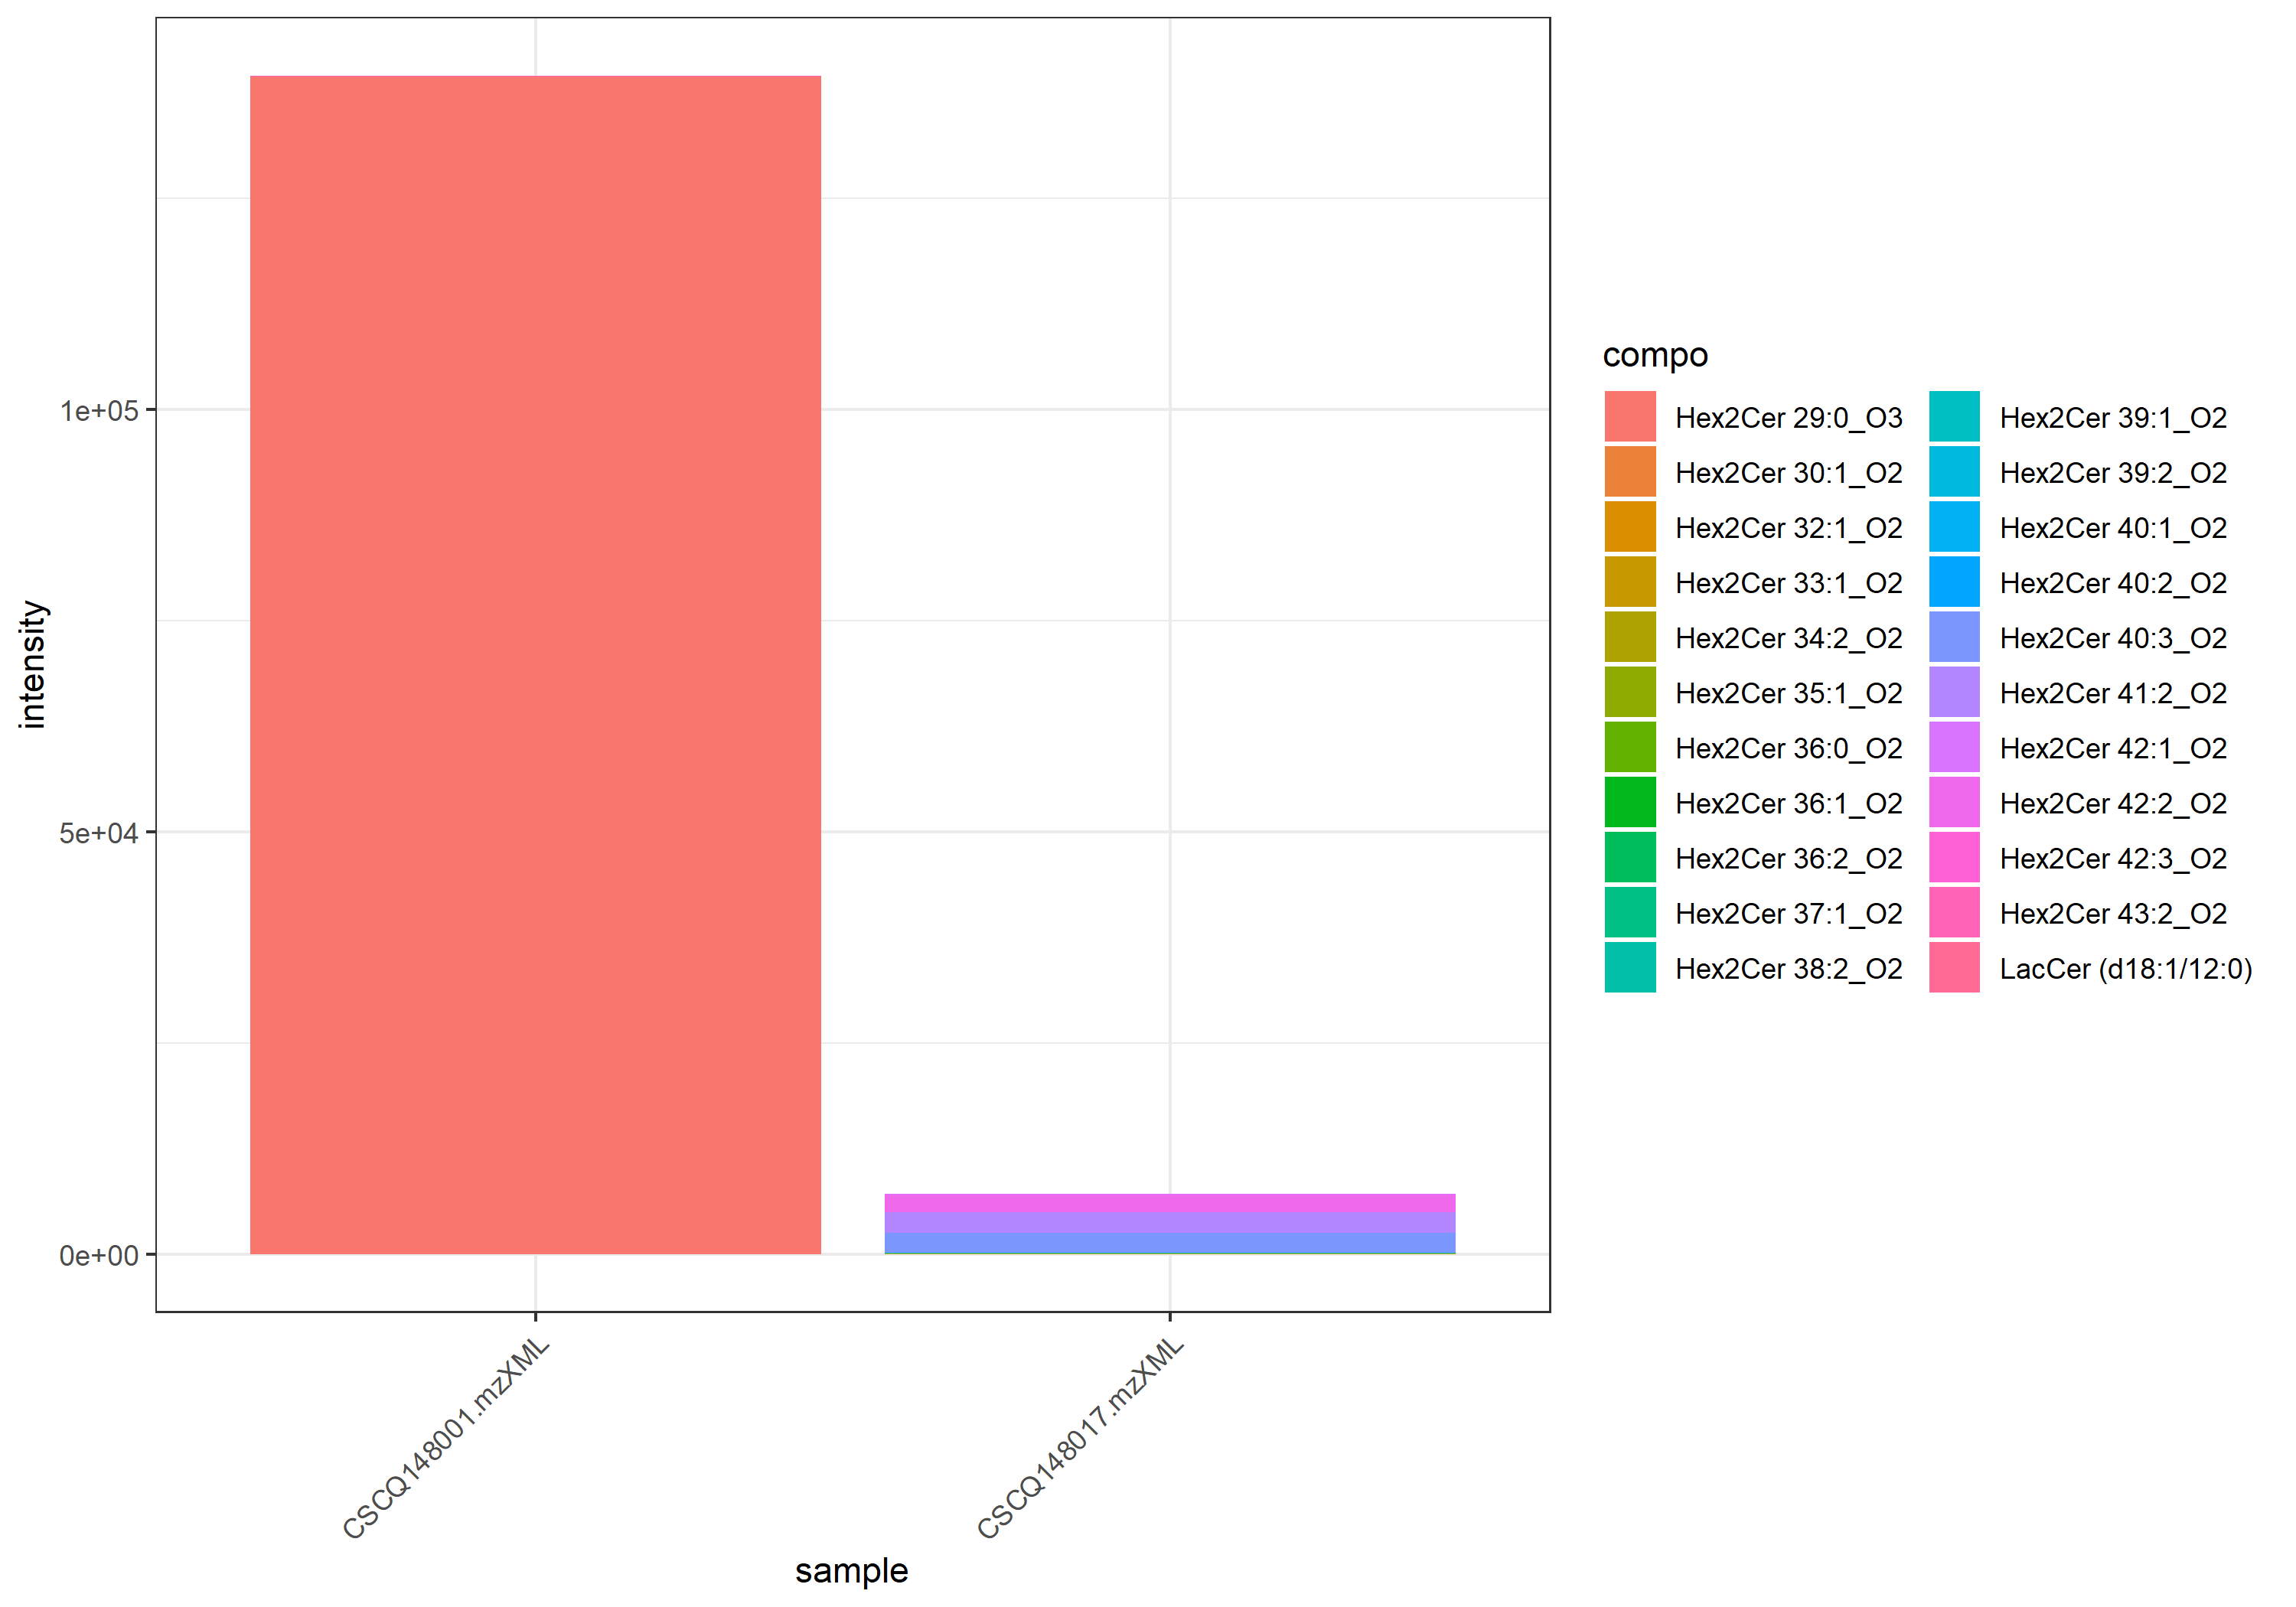 intensity
1e+05
5e+04
0e+00
CSCQ148001.mzXML
CSCQ148017.mzXML
sample
compo
Hex2Cer 29:0_O3
Hex2Cer 30:1_O2
Hex2Cer 32:1_O2
Hex2Cer 33:1_O2
Hex2Cer 34:2_O2
Hex2Cer 35:1_O2
Hex2Cer 36:0_O2
Hex2Cer 36:1_O2
Hex2Cer 36:2_O2
Hex2Cer 37:1_O2
Hex2Cer 38:2_O2
Hex2Cer 39:1_O2
Hex2Cer 39:2_O2
Hex2Cer 40:1_O2
Hex2Cer 40:2_O2
Hex2Cer 40:3_O2
Hex2Cer 41:2_O2
Hex2Cer 42:1_O2
Hex2Cer 42:2_O2
Hex2Cer 42:3_O2
Hex2Cer 43:2_O2
LacCer (d18:1/12:0)